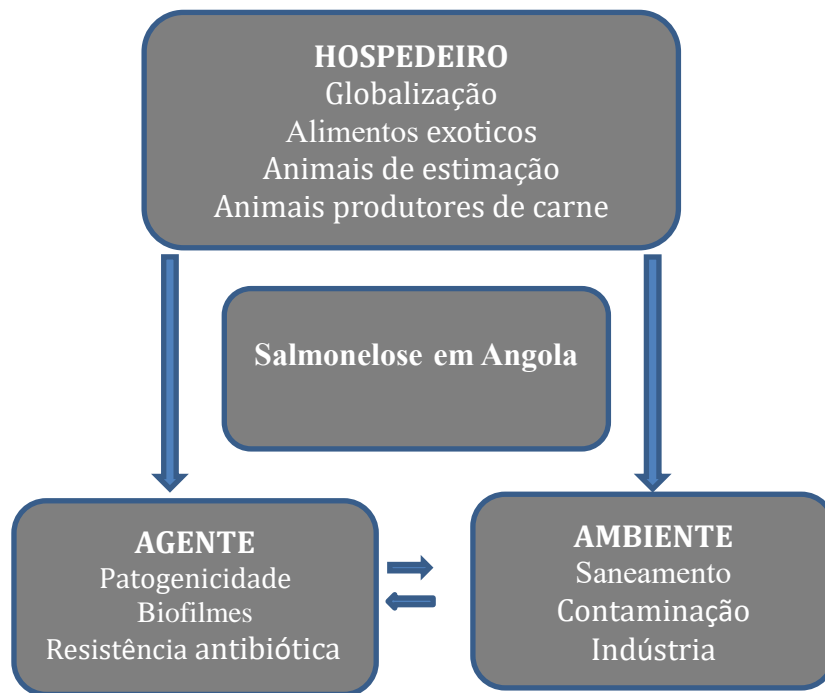 HOSPEDEIRO
Globalização
Alimentos exoticos
Animais de estimação
Animais produtores de carne
Salmonelose em Angola
AGENTE
Patogenicidade
Biofilmes
Resistência antibiótica
AMBIENTE
Saneamento
Contaminação
Indústria